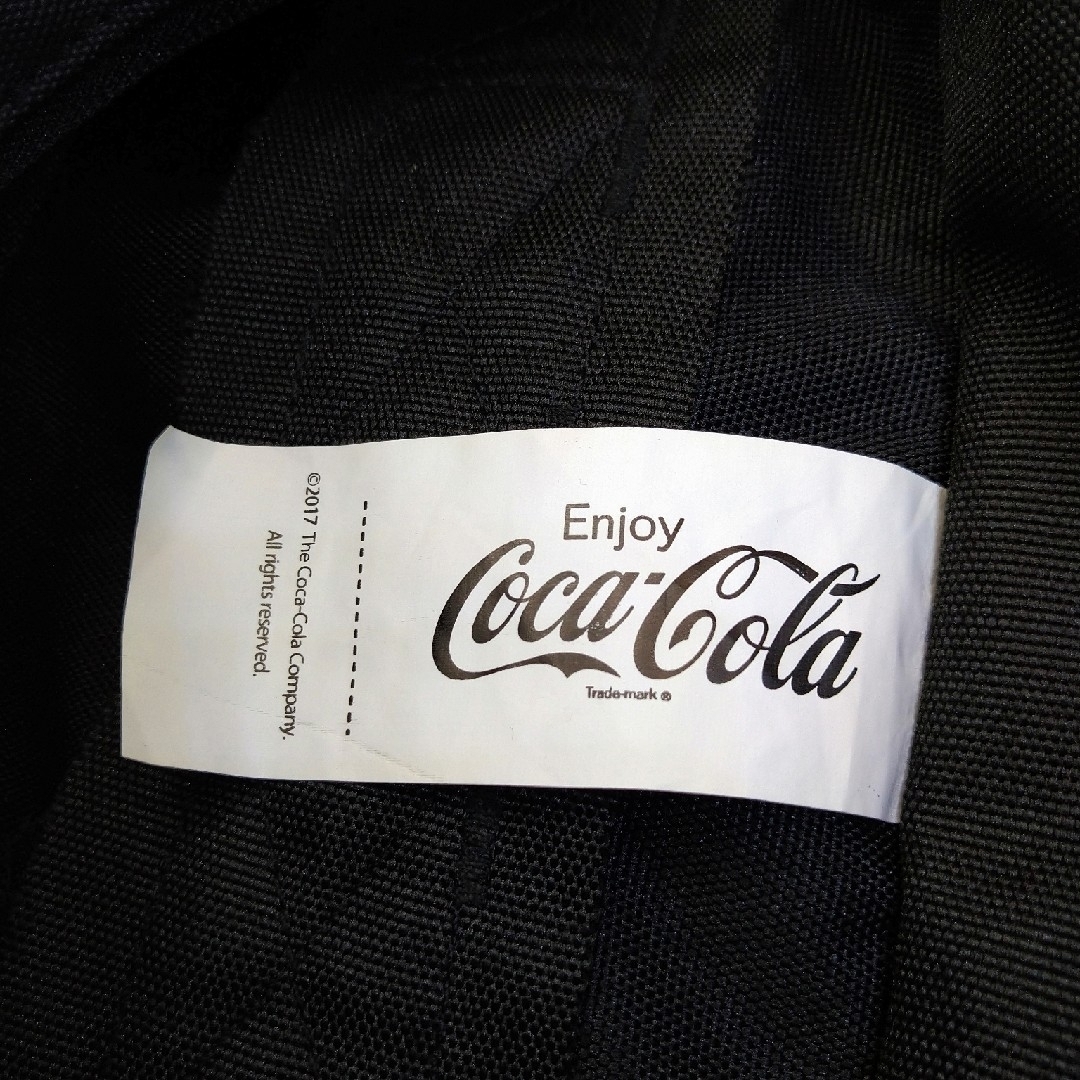 Enjoy
Coca-Cola
Trade-mark ®
©2017 The Coca-Cola Company.
All rights reserved.